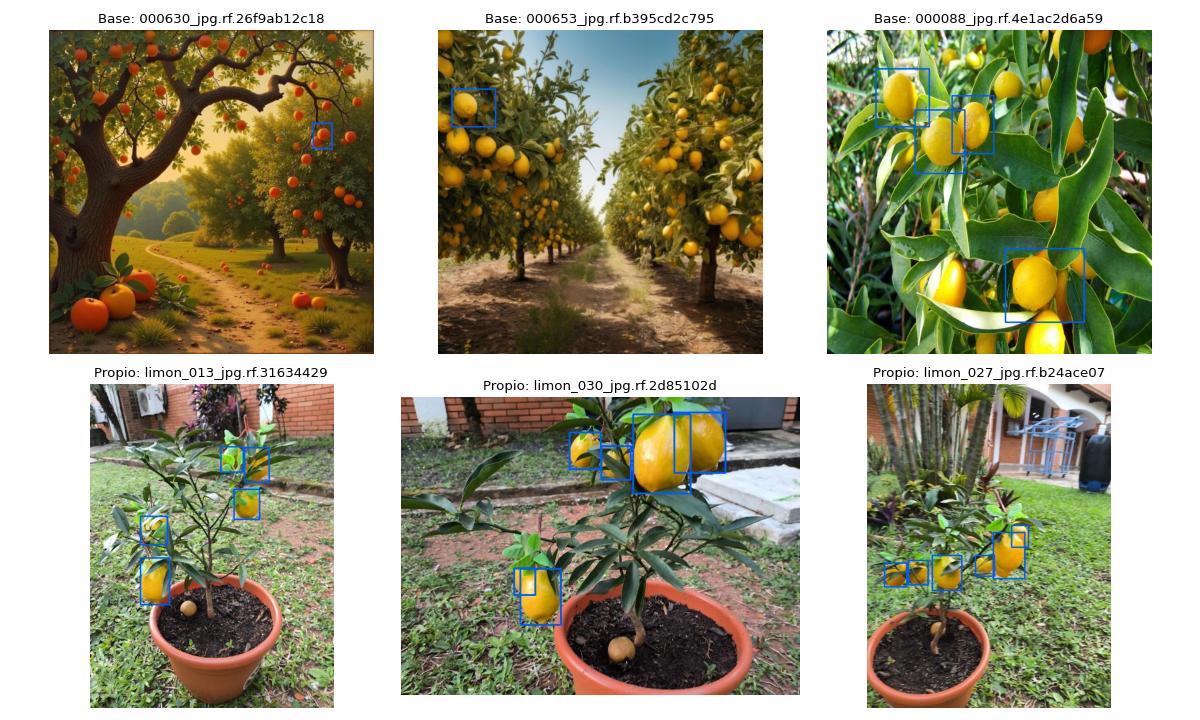 Base: 000630_jpg.rf.26f9ab12c18
Base: 000653_jpg.rf.b395cd2c795
Base: 000088_jpg.rf.4e1ac2d6a59
Propio: limon_013_jpg.rf.31634429
Propio: limon_030_jpg.rf.2d85102d
Propio: limon_027_jpg.rf.b24ace07